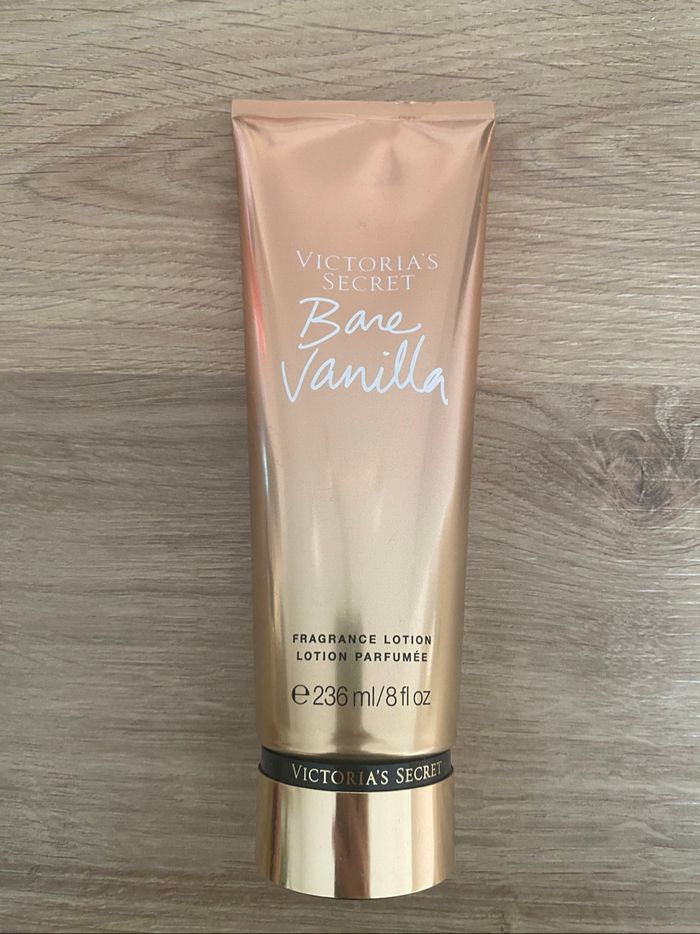 VICTORIA'S
SECRET
Bare
Vanilla
FRAGRANCE LOTION
LOTION PARFUMÉE
℮ 236 ml/8 fl oz
VICTORIA'S SECRET